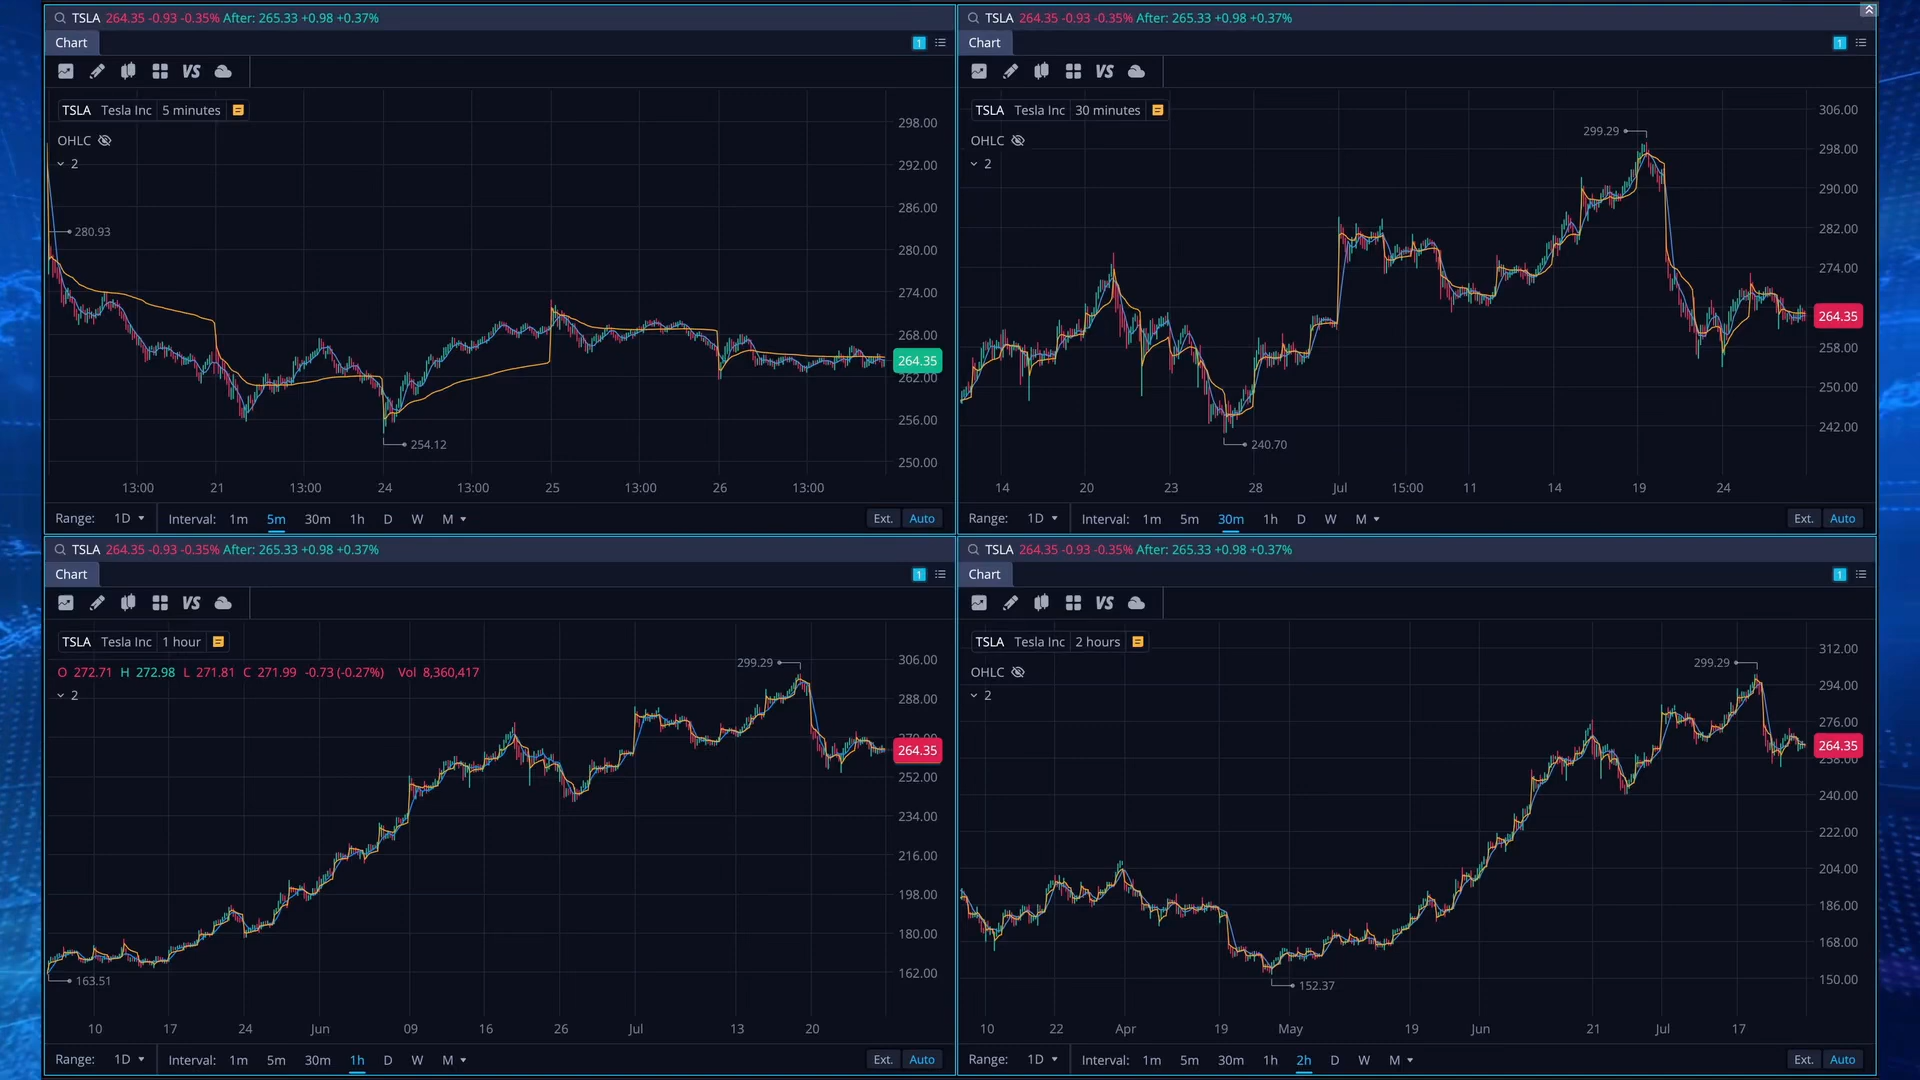 TSLA 264.35 -0.93 -0.35% After: 265.33 +0.98 +0.37%
Chart
1
VS
TSLA Tesla Inc 5 minutes
OHLC
2
280.93
254.12
298.00
292.00
286.00
280.00
274.00
268.00
264.35
262.00
256.00
250.00
13:00 21 13:00 24 13:00 25 13:00 26 13:00
Range: 1D Interval: 1m 5m 30m 1h D W M Ext. Auto
TSLA 264.35 -0.93 -0.35% After: 265.33 +0.98 +0.37%
Chart
1
VS
TSLA Tesla Inc 30 minutes
OHLC
2
299.29
240.70
306.00
298.00
290.00
282.00
274.00
264.35
258.00
250.00
242.00
14 20 23 28 Jul 15:00 11 14 19 24
Range: 1D Interval: 1m 5m 30m 1h D W M Ext. Auto
TSLA 264.35 -0.93 -0.35% After: 265.33 +0.98 +0.37%
Chart
1
VS
TSLA Tesla Inc 1 hour
O 272.71 H 272.98 L 271.81 C 271.99 -0.73 (-0.27%) Vol 8,360,417
2
299.29
163.51
306.00
288.00
270.00
264.35
252.00
234.00
216.00
198.00
180.00
162.00
10 17 24 Jun 09 16 26 Jul 13 20
Range: 1D Interval: 1m 5m 30m 1h D W M Ext. Auto
TSLA 264.35 -0.93 -0.35% After: 265.33 +0.98 +0.37%
Chart
1
VS
TSLA Tesla Inc 2 hours
OHLC
2
299.29
152.37
312.00
294.00
276.00
264.35
258.00
240.00
222.00
204.00
186.00
168.00
150.00
10 22 Apr 19 May 19 Jun 21 Jul 17
Range: 1D Interval: 1m 5m 30m 1h 2h D W M Ext. Auto